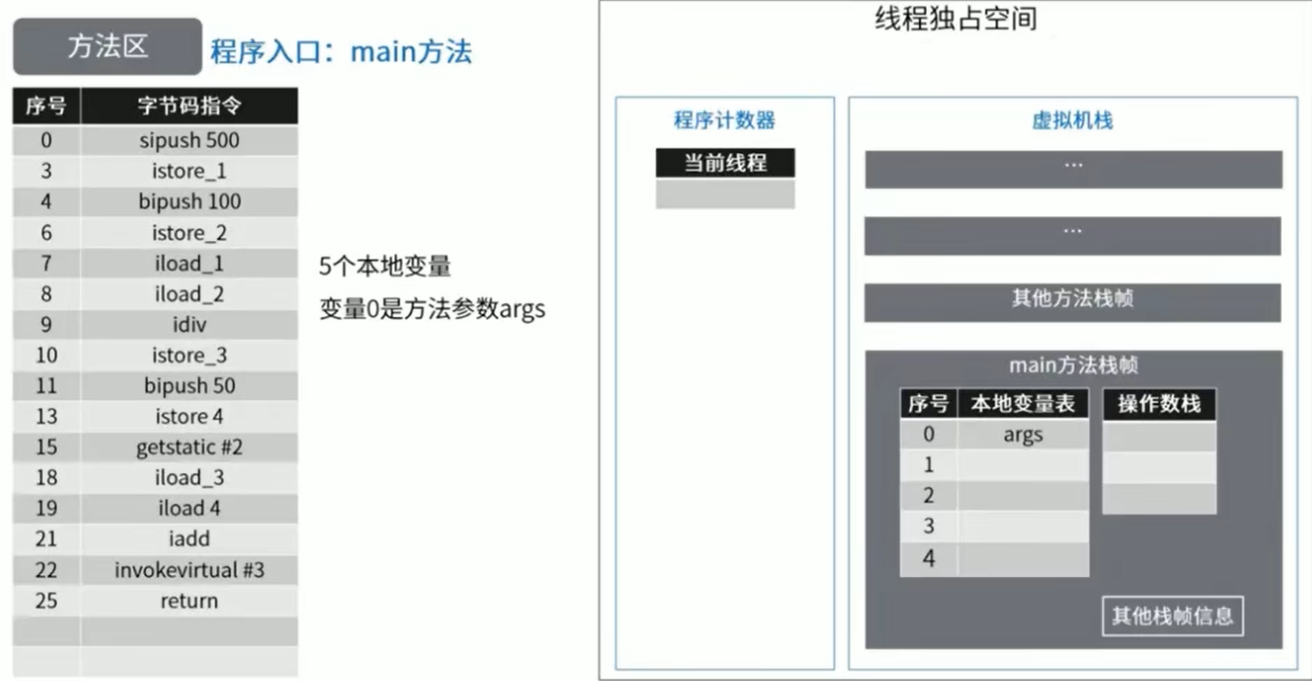 方法区
程序入口：main方法
序号 字节码指令
0 sipush 500
3 istore_1
4 bipush 100
6 istore_2
7 iload_1
8 iload_2
9 idiv
10 istore_3
11 bipush 50
13 istore 4
15 getstatic #2
18 iload_3
19 iload 4
21 iadd
22 invokevirtual #3
25 return
5个本地变量
变量0是方法参数args
线程独占空间
程序计数器
当前线程
虚拟机栈
...
...
其他方法栈帧
main方法栈帧
序号 本地变量表 操作数栈
0 args
1
2
3
4
其他栈帧信息